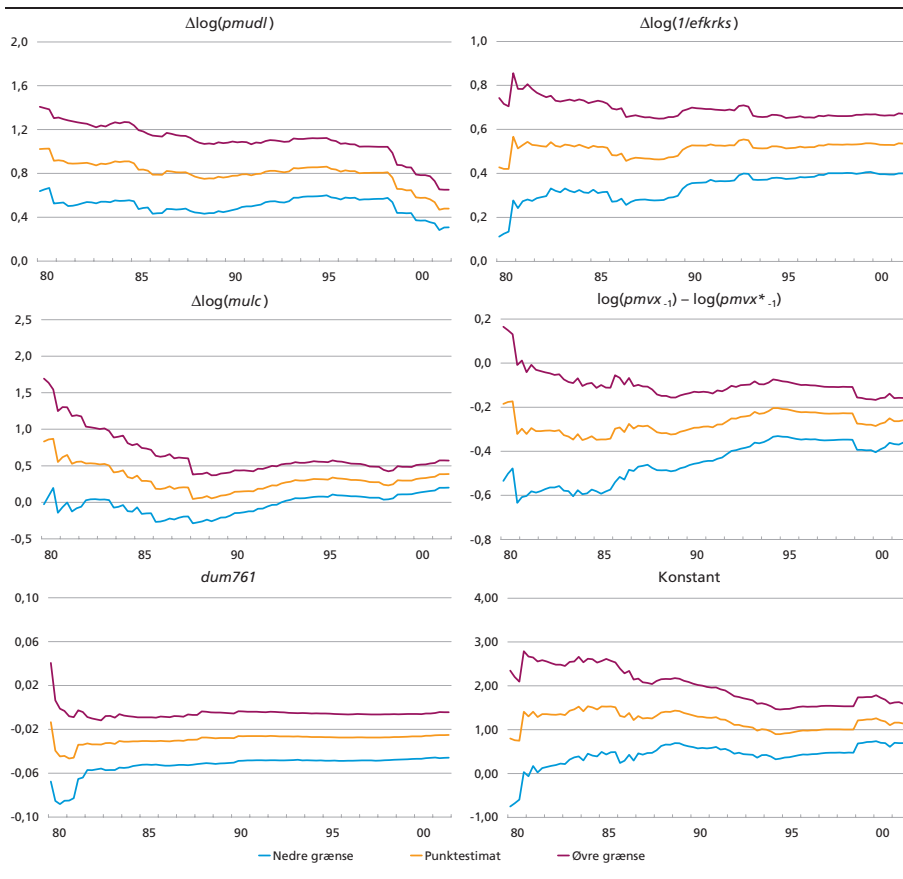 Δlog(pmudl)
2,0
1,6
1,2
0,8
0,4
0,0
80 85 90 95 00
Δlog(1/efkrks)
1,0
0,8
0,6
0,4
0,2
0,0
80 85 90 95 00
Δlog(mulc)
2,5
2,0
1,5
1,0
0,5
0,0
-0,5
80 85 90 95 00
log(pmvx -1) – log(pmvx* -1)
0,2
0,0
-0,2
-0,4
-0,6
-0,8
80 85 90 95 00
dum761
0,10
0,06
0,02
-0,02
-0,06
-0,10
80 85 90 95 00
Konstant
4,00
3,00
2,00
1,00
0,00
-1,00
80 85 90 95 00
Nedre grænse Punktestimat Øvre grænse